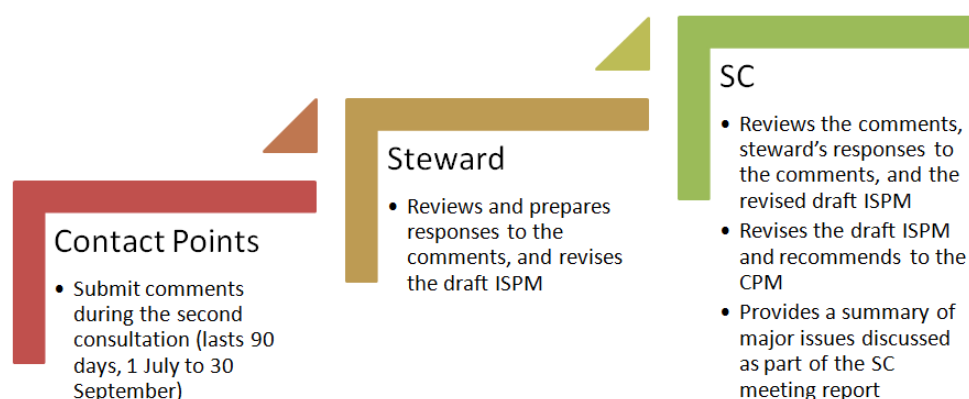 Contact Points
• Submit comments
during the second
consultation (lasts 90
days, 1 July to 30
September)
Steward
• Reviews and prepares
responses to the
comments, and revises
the draft ISPM
SC
• Reviews the comments,
steward's responses to
the comments, and the
revised draft ISPM
• Revises the draft ISPM
and recommends to the
CPM
• Provides a summary of
major issues discussed
as part of the SC
meeting report